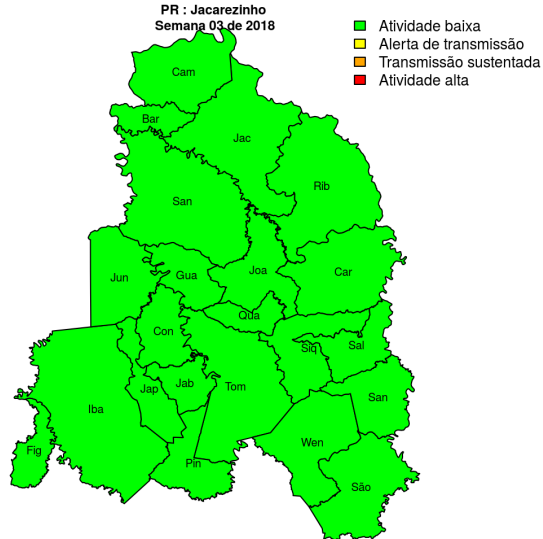 PR : Jacarezinho
Semana 03 de 2018
Atividade baixa
Alerta de transmissão
Transmissão sustentada
Atividade alta
Cam
Bar
Jac
Rib
San
Jun
Gua
Joa
Car
Qua
Con
Siq
Sal
Jap
Jab
Tom
San
Iba
Wen
Fig
Pin
São